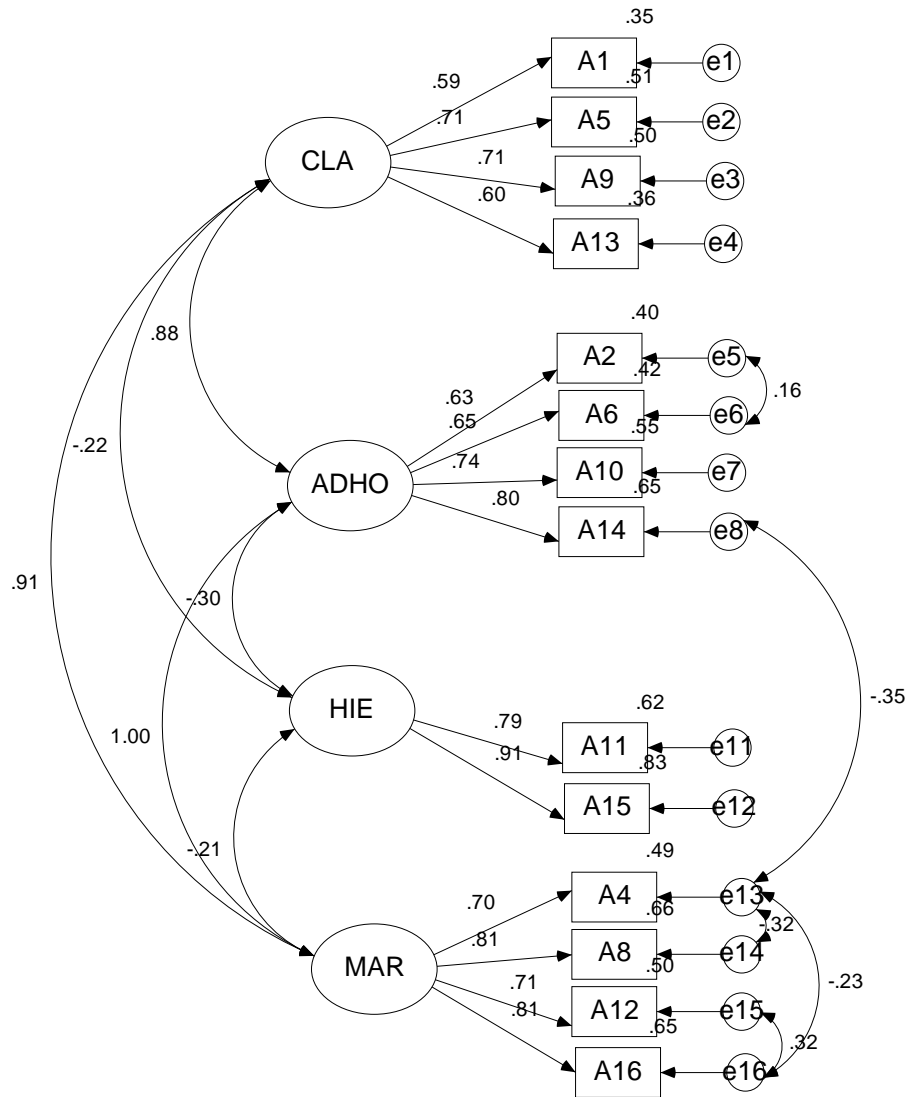 .35
A1
e1
.59
.51
A5
e2
.71
.50
CLA
A9
e3
.71
.36
A13
e4
.60
.40
.88
A2
e5
.63
.42
.16
A6
e6
.65
.55
-.22
ADHO
A10
e7
.74
.65
A14
e8
.80
.91
-.30
-.35
.62
HIE
A11
e11
.79
.83
1.00
A15
e12
.91
.49
-.21
A4
e13
.70
.66
-.32
A8
e14
.81
.50
MAR
-.23
A12
e15
.71
.65
.32
A16
e16
.81